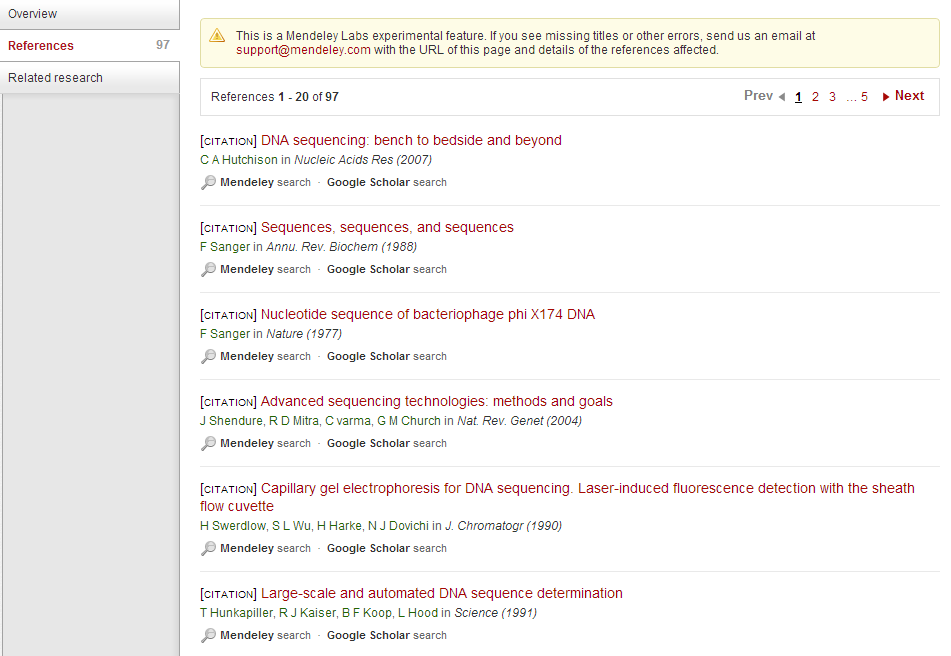 Overview
References 97
Related research
This is a Mendeley Labs experimental feature. If you see missing titles or other errors, send us an email at
support@mendeley.com with the URL of this page and details of the references affected.
References 1 - 20 of 97
Prev 1 2 3 ... 5 Next
[CITATION] DNA sequencing: bench to bedside and beyond
C A Hutchison in Nucleic Acids Res (2007)
Mendeley search · Google Scholar search
[CITATION] Sequences, sequences, and sequences
F Sanger in Annu. Rev. Biochem (1988)
Mendeley search · Google Scholar search
[CITATION] Nucleotide sequence of bacteriophage phi X174 DNA
F Sanger in Nature (1977)
Mendeley search · Google Scholar search
[CITATION] Advanced sequencing technologies: methods and goals
J Shendure, R D Mitra, C varma, G M Church in Nat. Rev. Genet (2004)
Mendeley search · Google Scholar search
[CITATION] Capillary gel electrophoresis for DNA sequencing. Laser-induced fluorescence detection with the sheath
flow cuvette
H Swerdlow, S L Wu, H Harke, N J Dovichi in J. Chromatogr (1990)
Mendeley search · Google Scholar search
[CITATION] Large-scale and automated DNA sequence determination
T Hunkapiller, R J Kaiser, B F Koop, L Hood in Science (1991)
Mendeley search · Google Scholar search